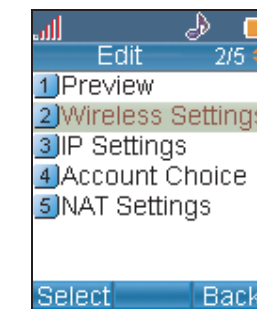 Edit 2/5
1 Preview
2 Wireless Settings
3 IP Settings
4 Account Choice
5 NAT Settings
Select Back